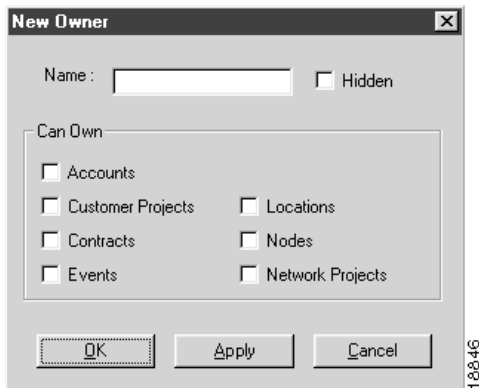 New Owner
Name : Hidden
Can Own
Accounts
Customer Projects Locations
Contracts Nodes
Events Network Projects
OK Apply Cancel
18846